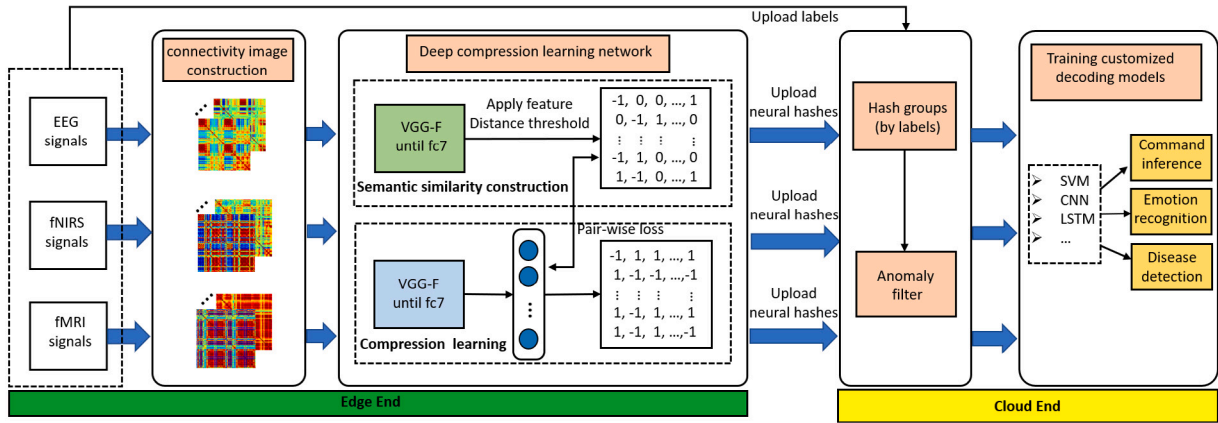 Upload labels
EEG
signals
fNIRS
signals
fMRI
signals
connectivity image
construction
Deep compression learning network
VGG-F
until fc7
Apply feature
Distance threshold
-1, 0, 0, ..., 1
0, -1, 1, ..., 0
⋮ ⋮ ⋮ ⋮
-1, 1, 0, ..., 0
1, -1, 0, ..., 1
Semantic similarity construction
Pair-wise loss
VGG-F
until fc7
...
-1, 1, 1, ..., 1
1, -1, -1, ...,-1
⋮ ⋮ ⋮ ⋮
1, -1, 1, ..., 1
1, -1, 1, ...,-1
Compression learning
Upload
neural hashes
Upload
neural hashes
Upload
neural hashes
Hash groups
(by labels)
Anomaly
filter
Training customized
decoding models
➢ SVM
➢ CNN
➢ LSTM
➢ ...
Command
inference
Emotion
recognition
Disease
detection
Edge End
Cloud End